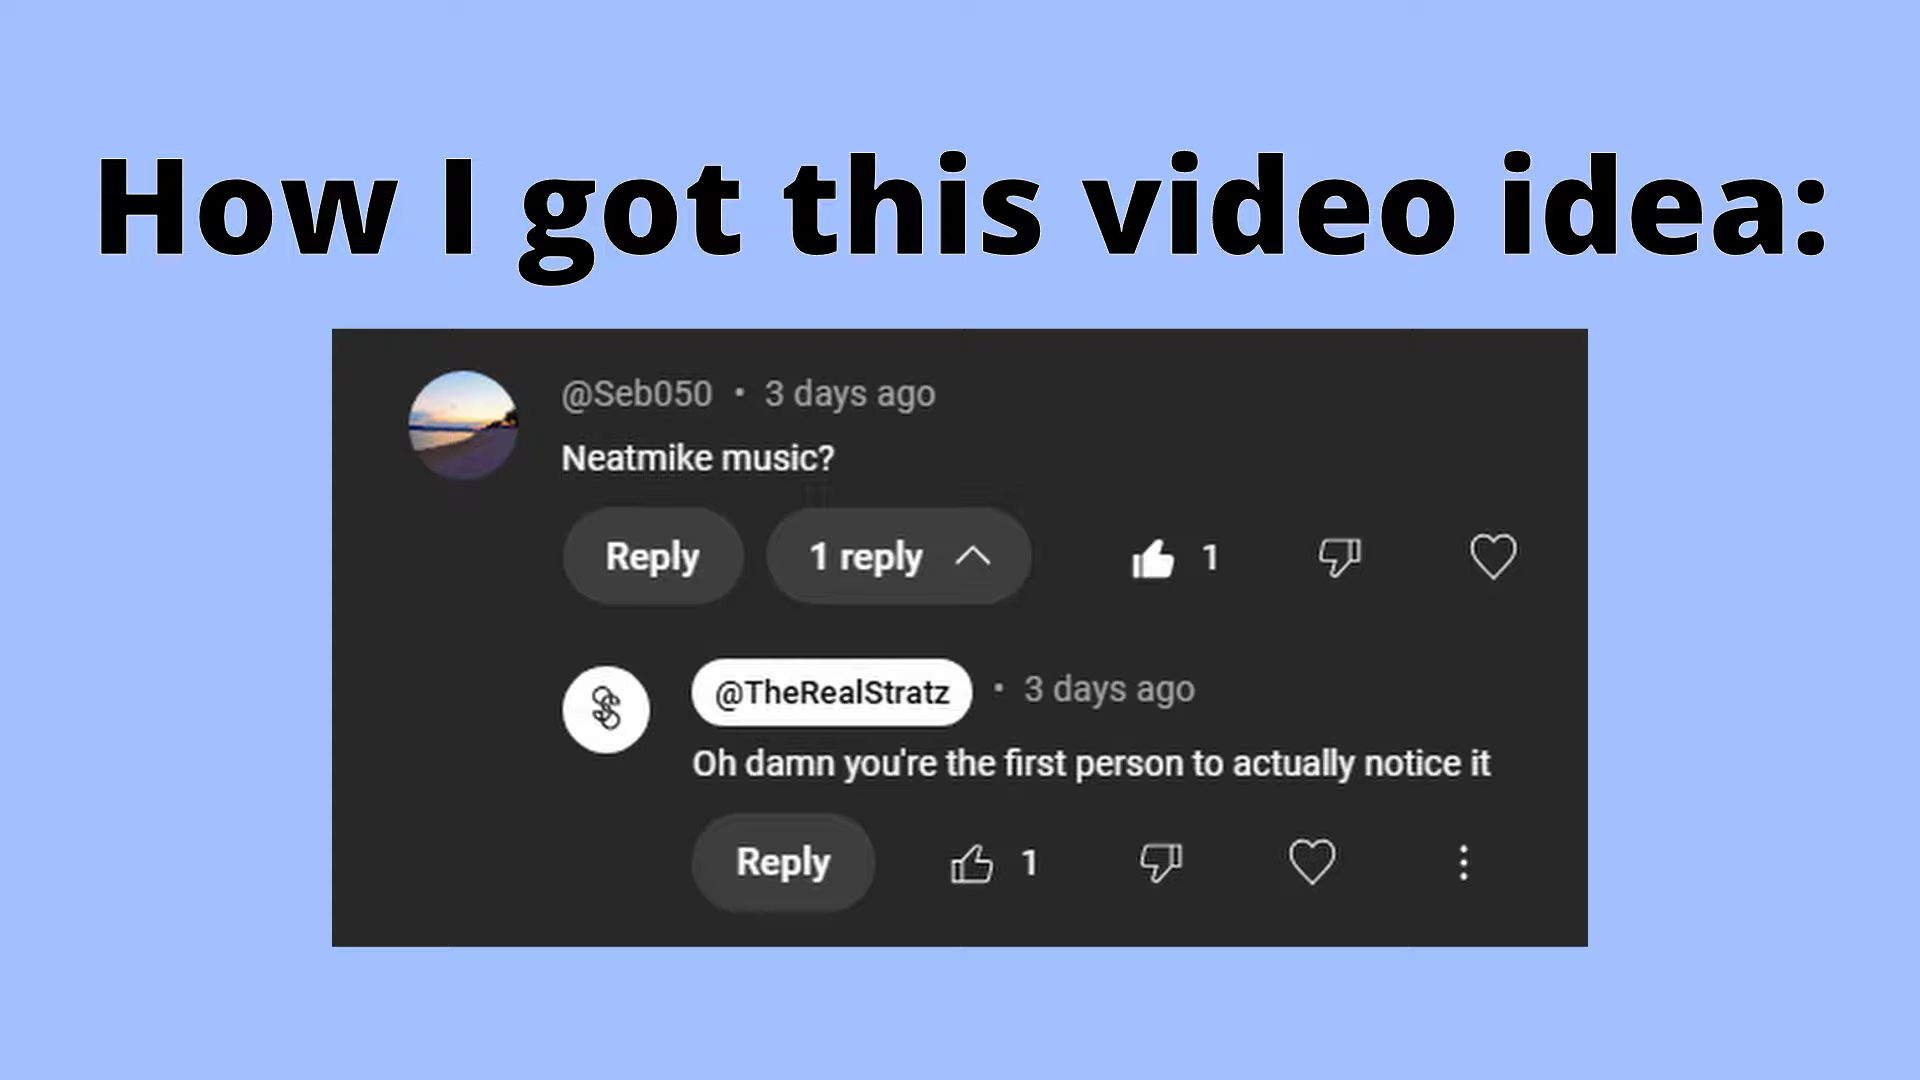 How I got this video idea:
@Seb050 • 3 days ago
Neatmike music?
Reply 1 reply 1
@TheRealStratz • 3 days ago
Oh damn you're the first person to actually notice it
Reply 1